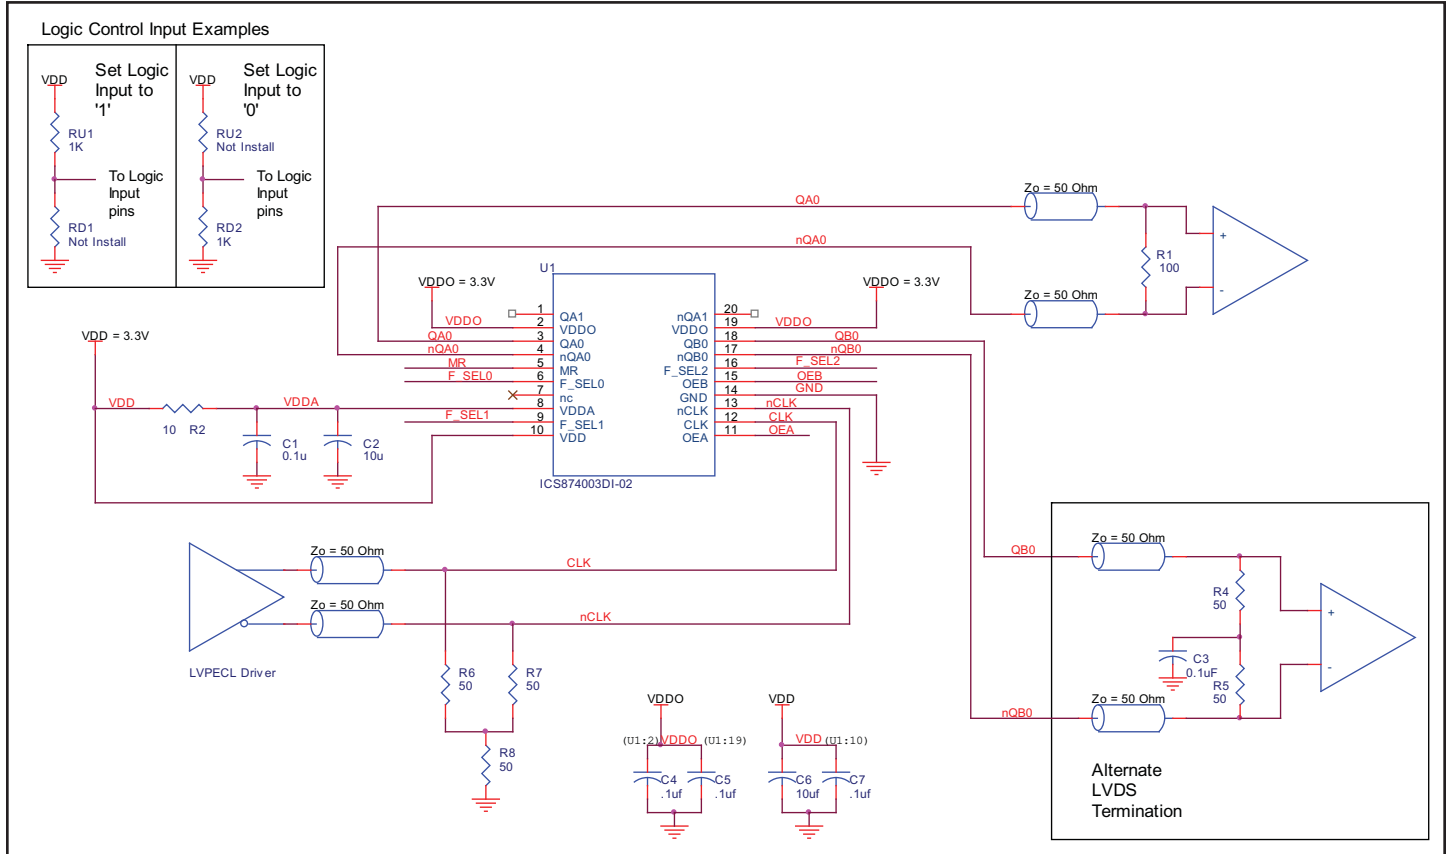 Logic Control Input Examples
VDD
Set Logic
Input to
'1'
RU1
1K
To Logic
Input
pins
RD1
Not Install
VDD
Set Logic
Input to
'0'
RU2
Not Install
To Logic
Input
pins
RD2
1K
QA0
Zo = 50 Ohm
nQA0
Zo = 50 Ohm
R1
100
+
-
U1
VDDO = 3.3V
VDDO = 3.3V
VDD = 3.3V
VDDO
QA0
nQA0
MR
F_SEL0
VDD
VDDA
F_SEL1
10 R2
C1
0.1u
C2
10u
1 QA1
2 VDDO
3 QA0
4 nQA0
5 MR
6 F_SEL0
7 nc
8 VDDA
9 F_SEL1
10 VDD
nQA1 20
VDDO 19
QB0 18
nQB0 17
F_SEL2 16
OEB 15
GND 14
nCLK 13
CLK 12
OEA 11
VDDO
QB0
nQB0
F_SEL2
OEB
GND
nCLK
CLK
OEA
ICS874003DI-02
Zo = 50 Ohm
CLK
Zo = 50 Ohm
nCLK
LVPECL Driver
R6
50
R7
50
R8
50
VDDO
(U1:2) VDDO (U1:19)
C4
.1uf
C5
.1uf
VDD
VDD (U1:10)
C6
10uf
C7
.1uf
QB0
Zo = 50 Ohm
R4
50
C3
0.1uF
R5
50
nQB0
Zo = 50 Ohm
+
-
Alternate
LVDS
Termination